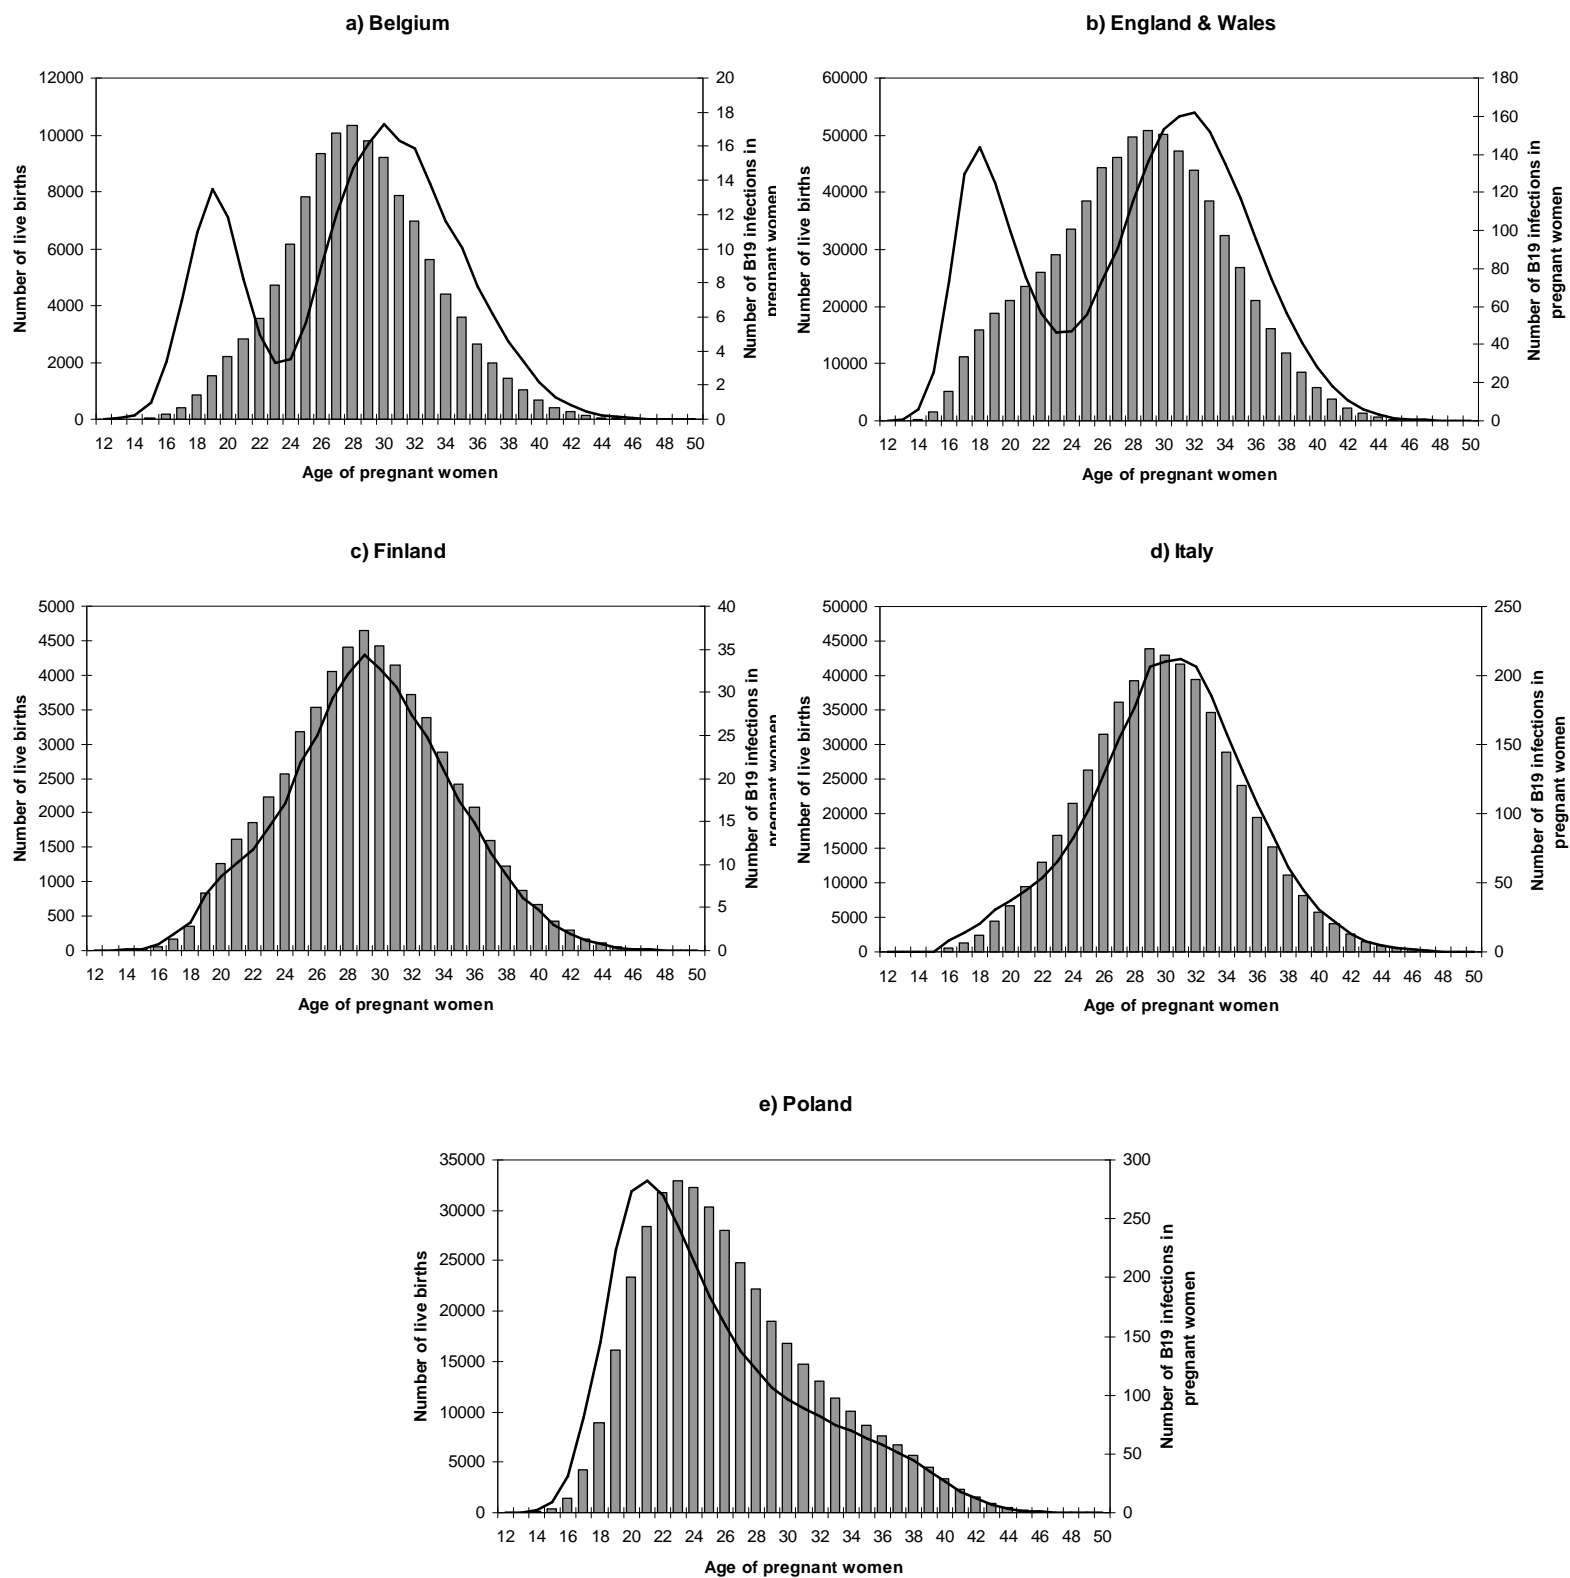 a) Belgium
12000
10000
8000
6000
4000
2000
0
Number of live births
20
18
16
14
12
10
8
6
4
2
0
Number of B19 infections in
pregnant women
12 14 16 18 20 22 24 26 28 30 32 34 36 38 40 42 44 46 48 50
Age of pregnant women
b) England & Wales
60000
50000
40000
30000
20000
10000
0
Number of live births
180
160
140
120
100
80
60
40
20
0
Number of B19 infections in
pregnant women
12 14 16 18 20 22 24 26 28 30 32 34 36 38 40 42 44 46 48 50
Age of pregnant women
c) Finland
5000
4500
4000
3500
3000
2500
2000
1500
1000
500
0
Number of live births
40
35
30
25
20
15
10
5
0
Number of B19 infections in
pregnant women
12 14 16 18 20 22 24 26 28 30 32 34 36 38 40 42 44 46 48 50
Age of pregnant women
d) Italy
50000
45000
40000
35000
30000
25000
20000
15000
10000
5000
0
Number of live births
250
200
150
100
50
0
Number of B19 infections in
pregnant women
12 14 16 18 20 22 24 26 28 30 32 34 36 38 40 42 44 46 48 50
Age of pregnant women
e) Poland
35000
30000
25000
20000
15000
10000
5000
0
Number of live births
300
250
200
150
100
50
0
Number of B19 infections in
pregnant women
12 14 16 18 20 22 24 26 28 30 32 34 36 38 40 42 44 46 48 50
Age of pregnant women